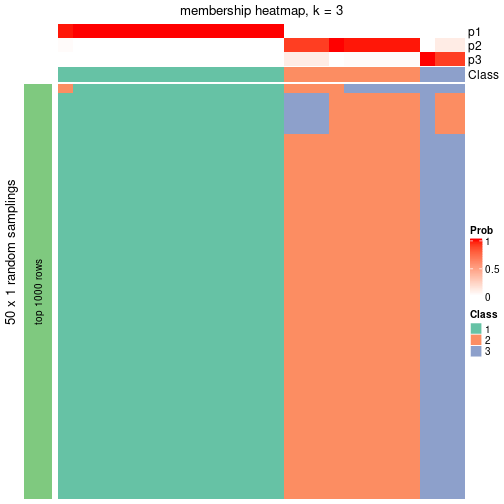 membership heatmap, k = 3
p1
p2
p3
Class
50 x 1 random samplings
top 1000 rows
Prob
1
0.5
0
Class
1
2
3